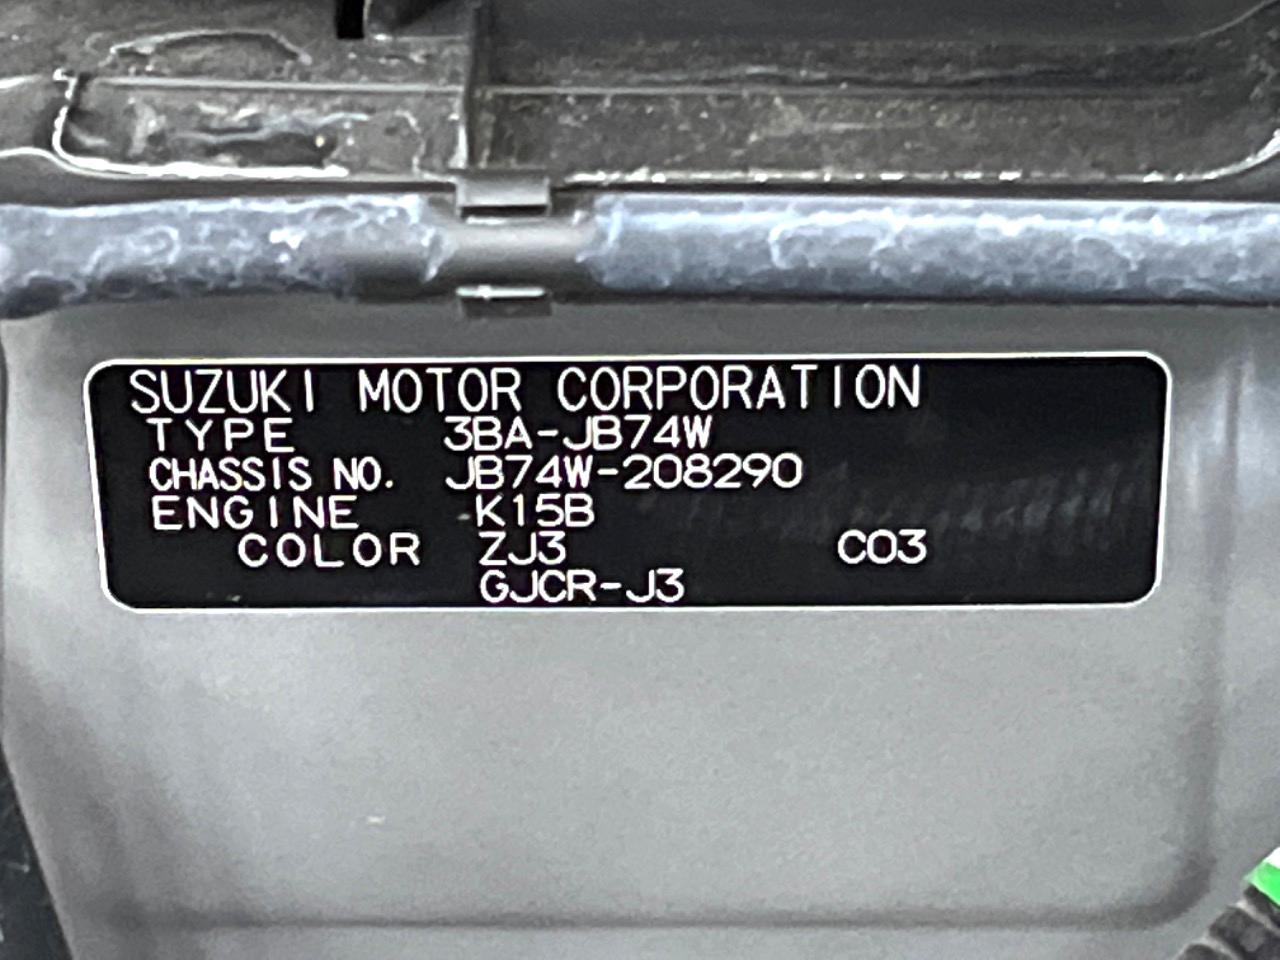 SUZUKI MOTOR CORPORATION
TYPE 3BA-JB74W
CHASSIS NO. JB74W-208290
ENGINE K15B
COLOR ZJ3 C03
GJCR-J3